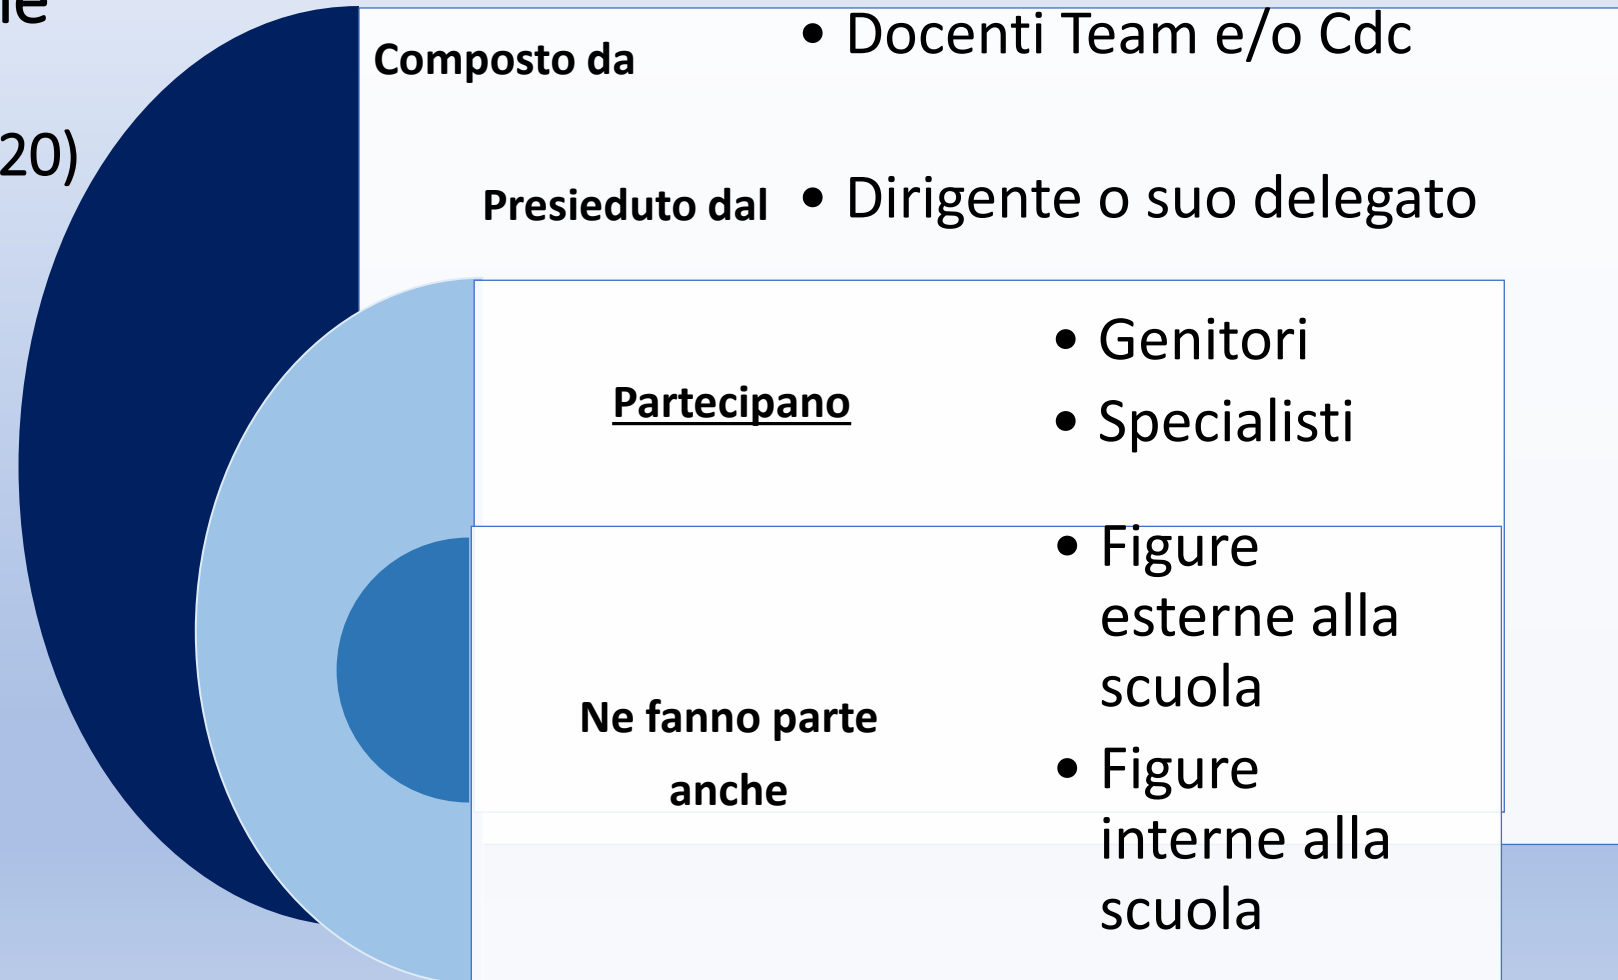 20)
Composto da
• Docenti Team e/o Cdc
Presieduto dal
• Dirigente o suo delegato
Partecipano
• Genitori
• Specialisti
Ne fanno parte
anche
• Figure
esterne alla
scuola
• Figure
interne alla
scuola